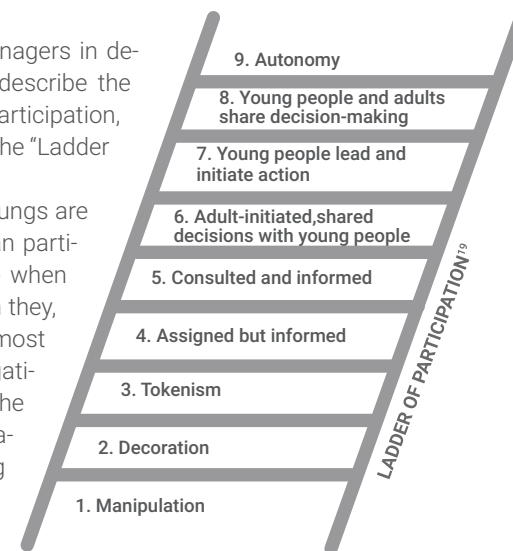 nagers in de-
describe the
articipation,
he “Ladder
ungs are
an parti-
when
they,
most
gati-
he
a-
g
9. Autonomy
8. Young people and adults
share decision-making
7. Young people lead and
initiate action
6. Adult-initiated,shared
decisions with young people
5. Consulted and informed
4. Assigned but informed
3. Tokenism
2. Decoration
1. Manipulation
LADDER OF PARTICIPATION¹⁹